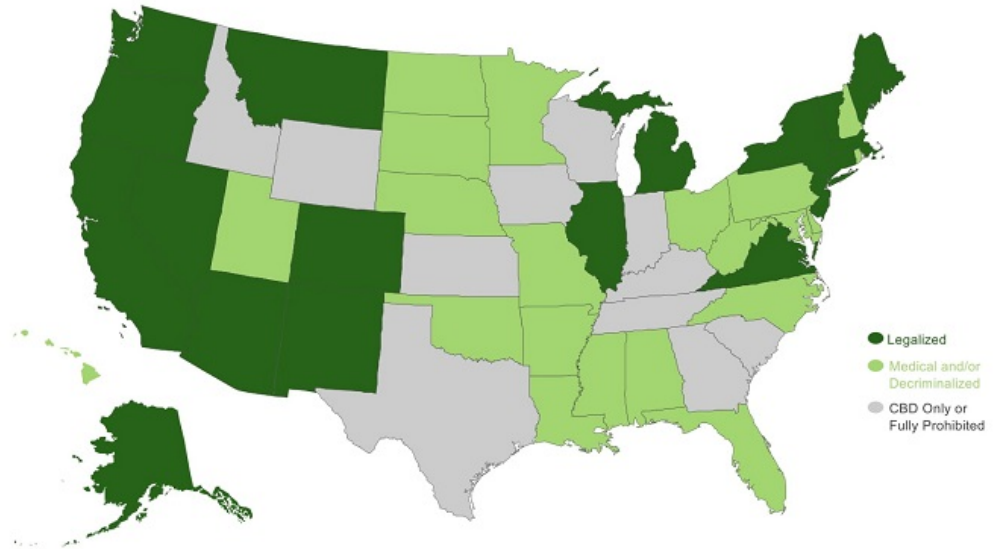 Legalized
Medical and/or
Decriminalized
CBD Only or
Fully Prohibited